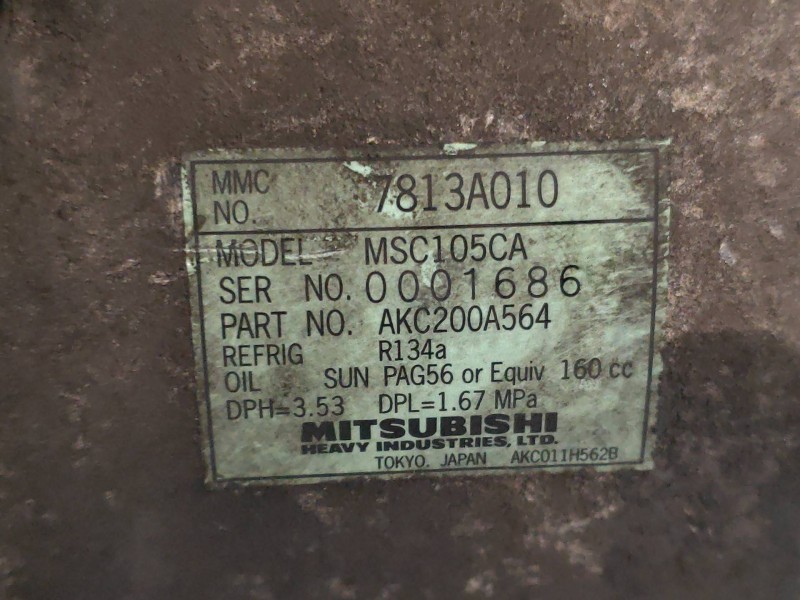 MMC NO. 7813A010
MODEL MSC105CA
SER NO. 0001686
PART NO. AKC200A564
REFRIG R134a
OIL SUN PAG56 or Equiv 160 cc
DPH=3.53 DPL=1.67 MPa
MITSUBISHI
HEAVY INDUSTRIES, LTD.
TOKYO. JAPAN AKC011H562B